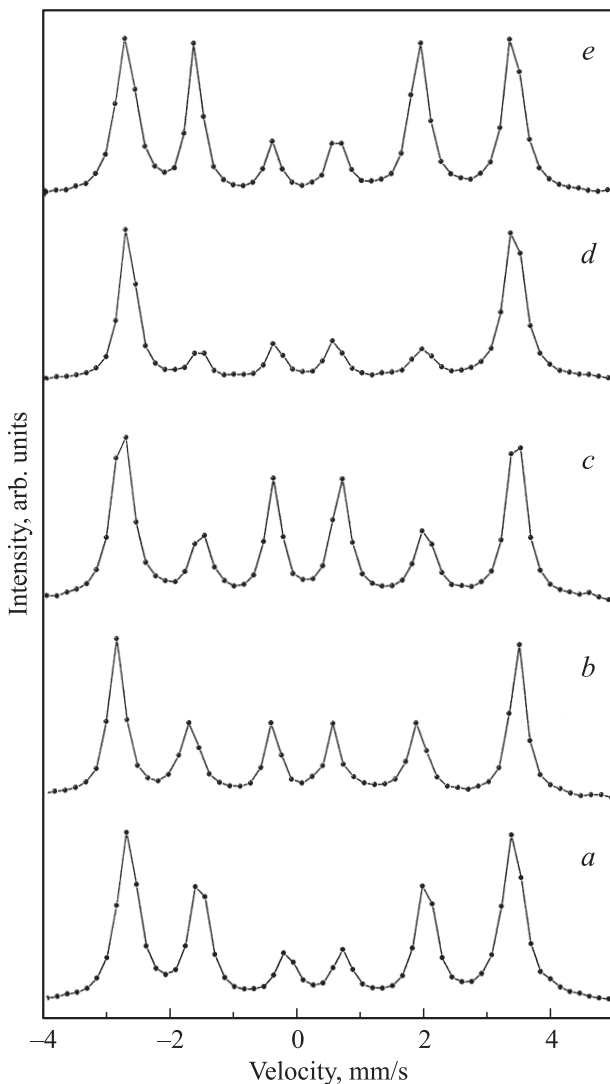 e
d
c
b
a
Intensity, arb. units
–4 –2 0 2 4
Velocity, mm/s